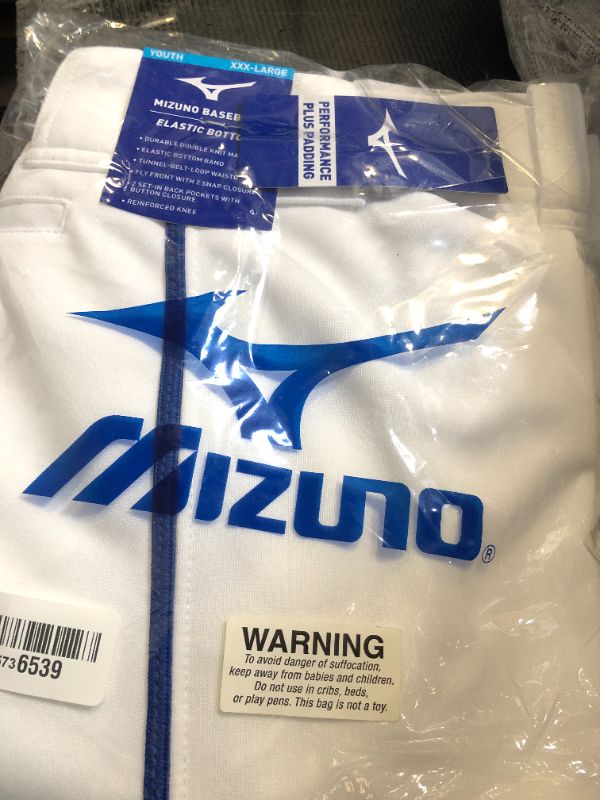 YOUTH XXX-LARGE
MIZUNO BASEB
ELASTIC BOTTO
• DURABLE DOUBLE KNIT MA
• ELASTIC BOTTOM BAND
• TUNNEL-BELT-LOOP WAIST
• FLY FRONT WITH 2 SNAP CLOSURE
• 2 SET-IN BACK POCKETS WITH
BUTTON CLOSURE
• REINFORCED KNEE
PERFORMANCE
PLUS PADDING
MIZUNO®
6736539
WARNING
To avoid danger of suffocation,
keep away from babies and children.
Do not use in cribs, beds,
or play pens. This bag is not a toy.